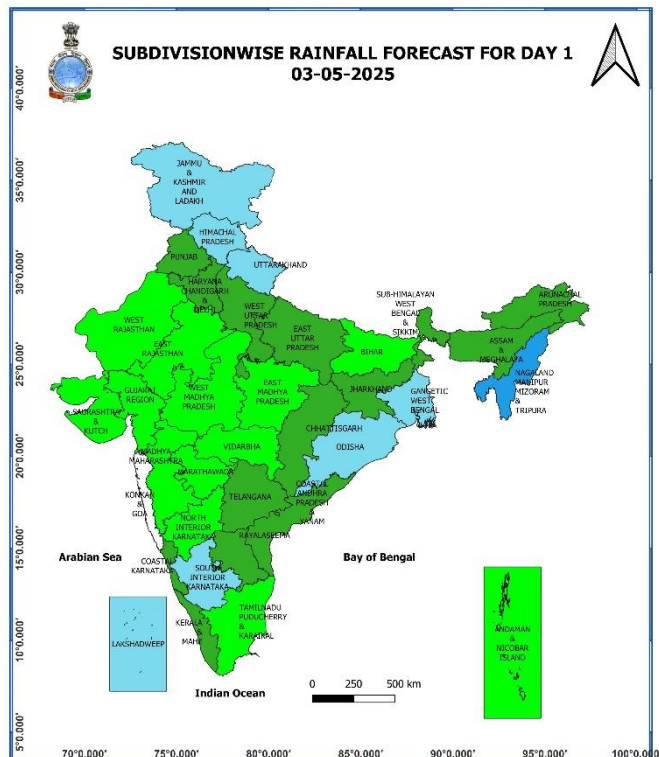 SUBDIVISIONWISE RAINFALL FORECAST FOR DAY 1
03-05-2025
40°0.000'
35°0.000'
30°0.000'
25°0.000'
20°0.000'
15°0.000'
10°0.000'
5°0.000'
JAMMU
&
KASHMIR
AND
LADAKH
HIMACHAL
PRADESH
PUNJAB
UTTARAKHAND
HARYANA
CHANDIGARH
&
DELHI
WEST
UTTAR
PRADESH
SUB-HIMALAYAN
WEST
BENGAL
&
SIKKIM
ARUNACHAL
PRADESH
WEST
RAJASTHAN
EAST
RAJASTHAN
EAST
UTTAR
PRADESH
BIHAR
ASSAM
&
MEGHALAYA
NAGALAND
MANIPUR
MIZORAM
&
TRIPURA
GUJARAT
REGION
WEST
MADHYA
PRADESH
EAST
MADHYA
PRADESH
JHARKHAND
GANGETIC
WEST
BENGAL
SAURASHTRA
&
KUTCH
CHHATTISGARH
ODISHA
VIDARBHA
MADHYA
MAHARASHTRA
MARATHAWADA
KONKAN
&
GOA
TELANGANA
COASTAL
ANDHRA
PRADESH
&
YANAM
NORTH
INTERIOR
KARNATAKA
RAYALASEEMA
Arabian Sea
Bay of Bengal
COASTAL
KARNATAKA
SOUTH
INTERIOR
KARNATAKA
LAKSHADWEEP
KERALA
&
MAHE
TAMILNADU
PUDUCHERRY
&
KARAIKAL
ANDAMAN
&
NICOBAR
ISLAND
Indian Ocean
0 250 500 km
70°0.000' 75°0.000' 80°0.000' 85°0.000' 90°0.000' 95°0.000'